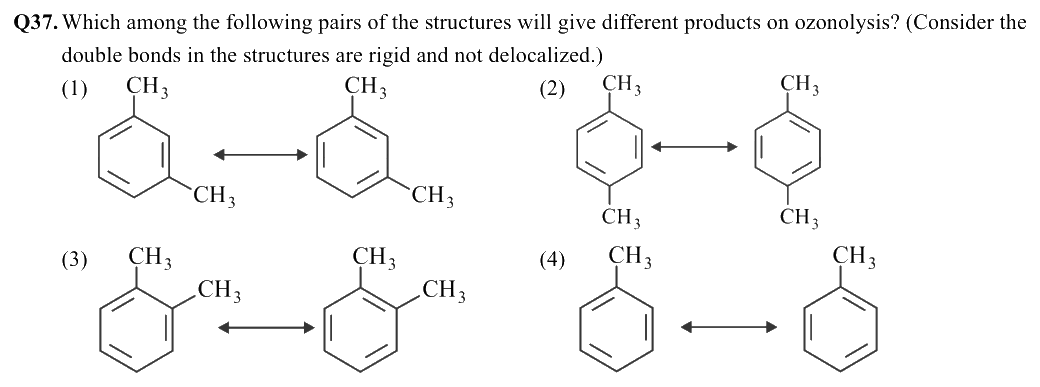 Q37. Which among the following pairs of the structures will give different products on ozonolysis? (Consider the
double bonds in the structures are rigid and not delocalized.)
(1) CH3 CH3 (2) CH3 CH3
CH3 CH3
CH3 CH3
(3) CH3 CH3 (4) CH3 CH3
CH3 CH3